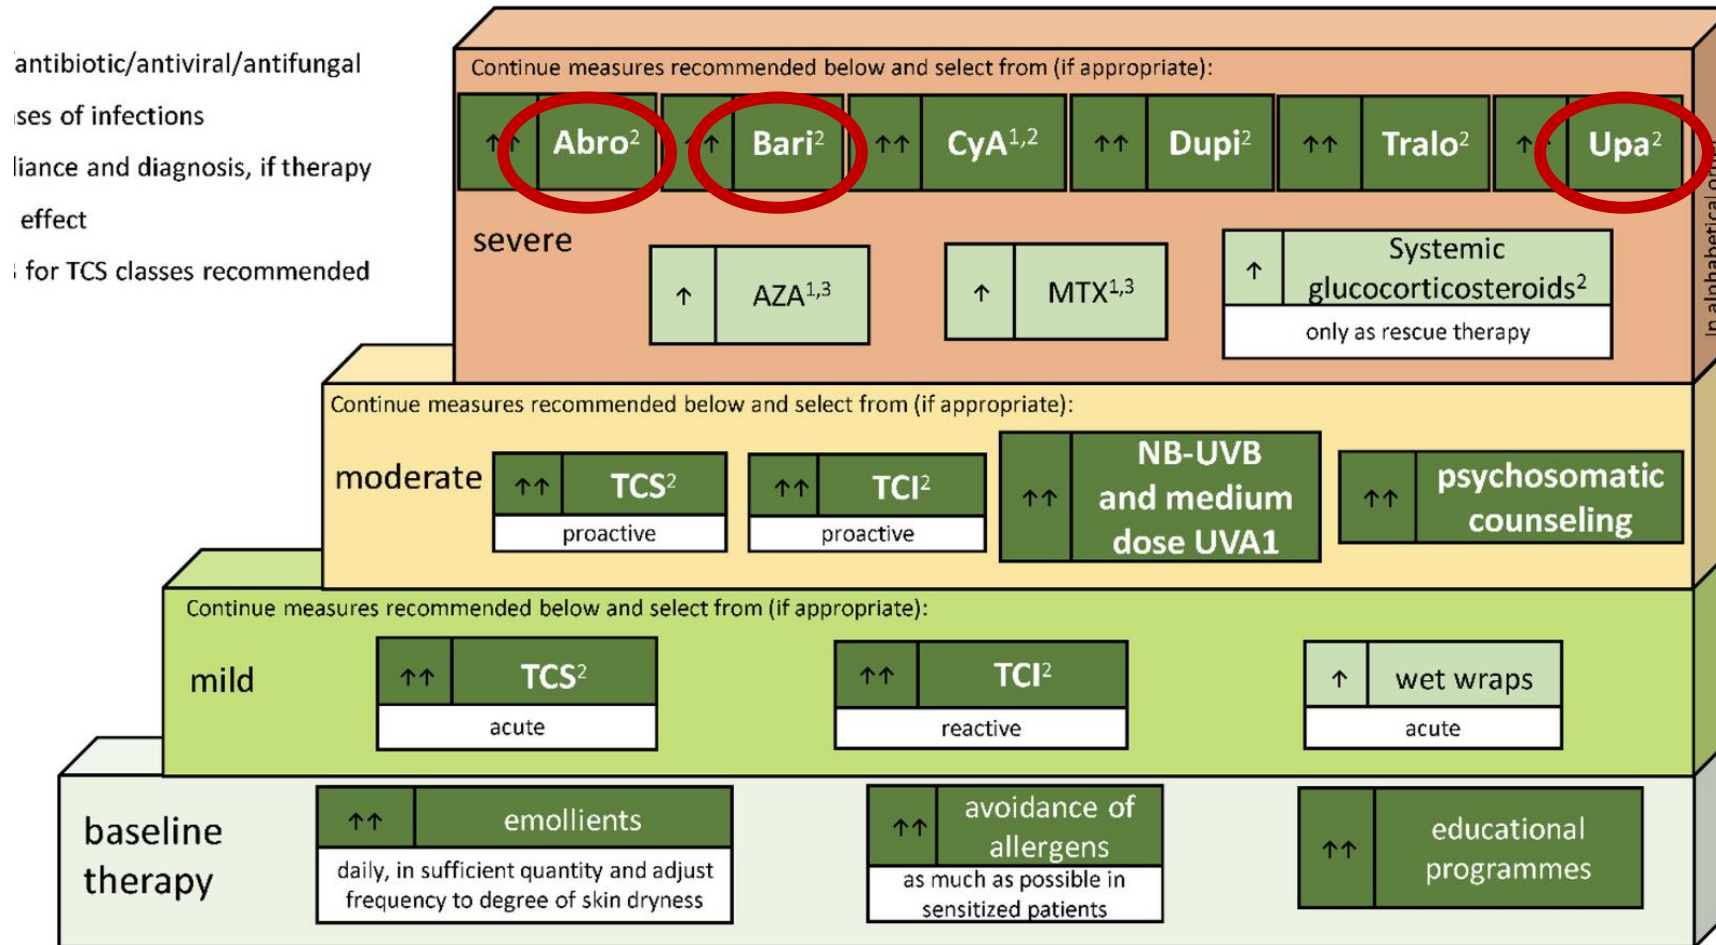 antibiotic/antiviral/antifungal
ses of infections
liance and diagnosis, if therapy
effect
for TCS classes recommended
Continue measures recommended below and select from (if appropriate):
↑↑ Abro²
↑↑ Bari²
↑↑ CyA¹,²
↑↑ Dupi²
↑↑ Tralo²
↑↑ Upa²
severe
↑ AZA¹,³
↑ MTX¹,³
↑ Systemic
glucocorticosteroids²
only as rescue therapy
In alphabetical order
Continue measures recommended below and select from (if appropriate):
moderate
↑↑ TCS²
proactive
↑↑ TCI²
proactive
↑↑ NB-UVB
and medium
dose UVA1
↑↑ psychosomatic
counseling
Continue measures recommended below and select from (if appropriate):
mild
↑↑ TCS²
acute
↑↑ TCI²
reactive
↑ wet wraps
acute
baseline
therapy
↑↑ emollients
daily, in sufficient quantity and adjust
frequency to degree of skin dryness
↑↑ avoidance of
allergens
as much as possible in
sensitized patients
↑↑ educational
programmes